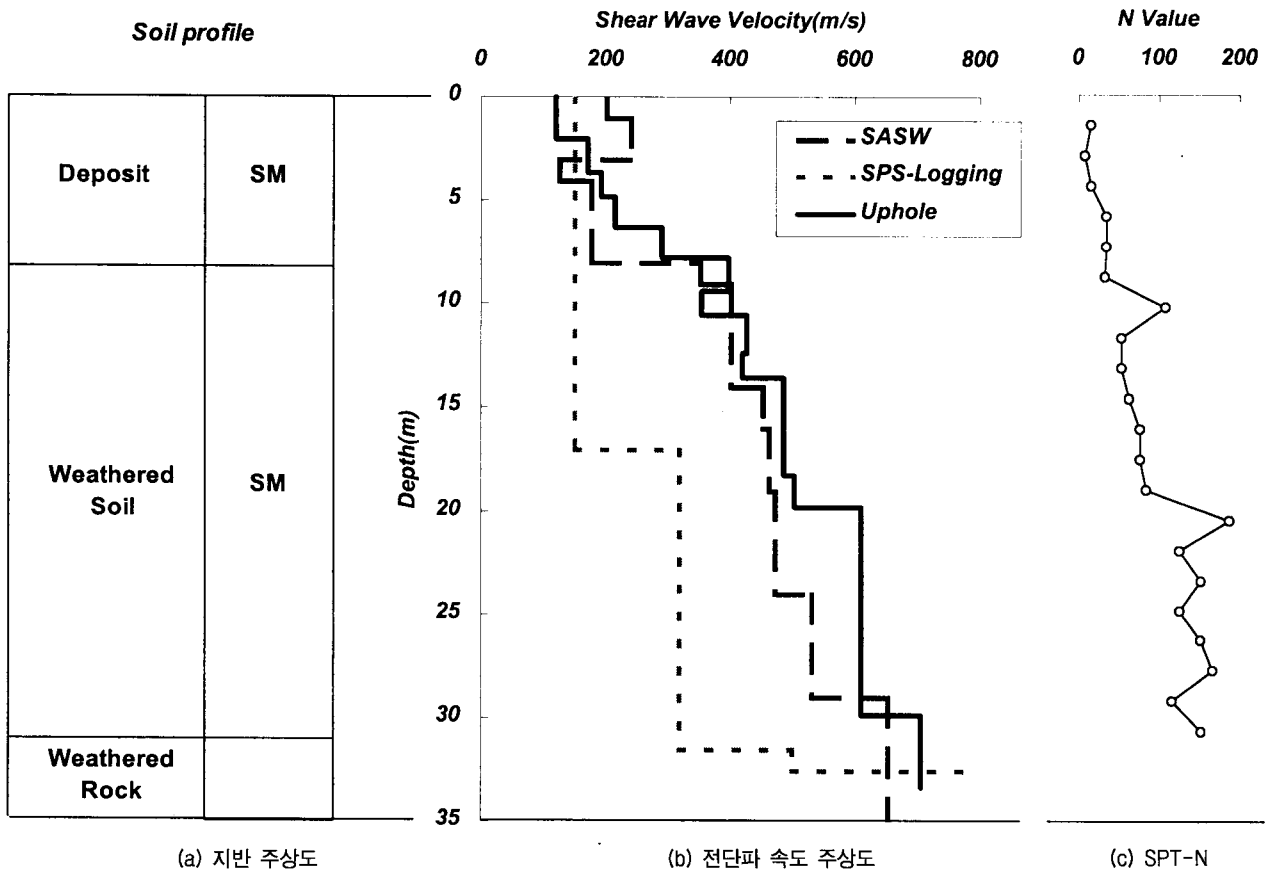 Soil profile
Deposit
SM
Weathered
Soil
SM
Weathered
Rock
(a) 지반 주상도
Shear Wave Velocity(m/s)
0 200 400 600 800
Depth(m)
0
5
10
15
20
25
30
35
SASW
SPS-Logging
Uphole
(b) 전단파 속도 주상도
N Value
0 100 200
(c) SPT-N